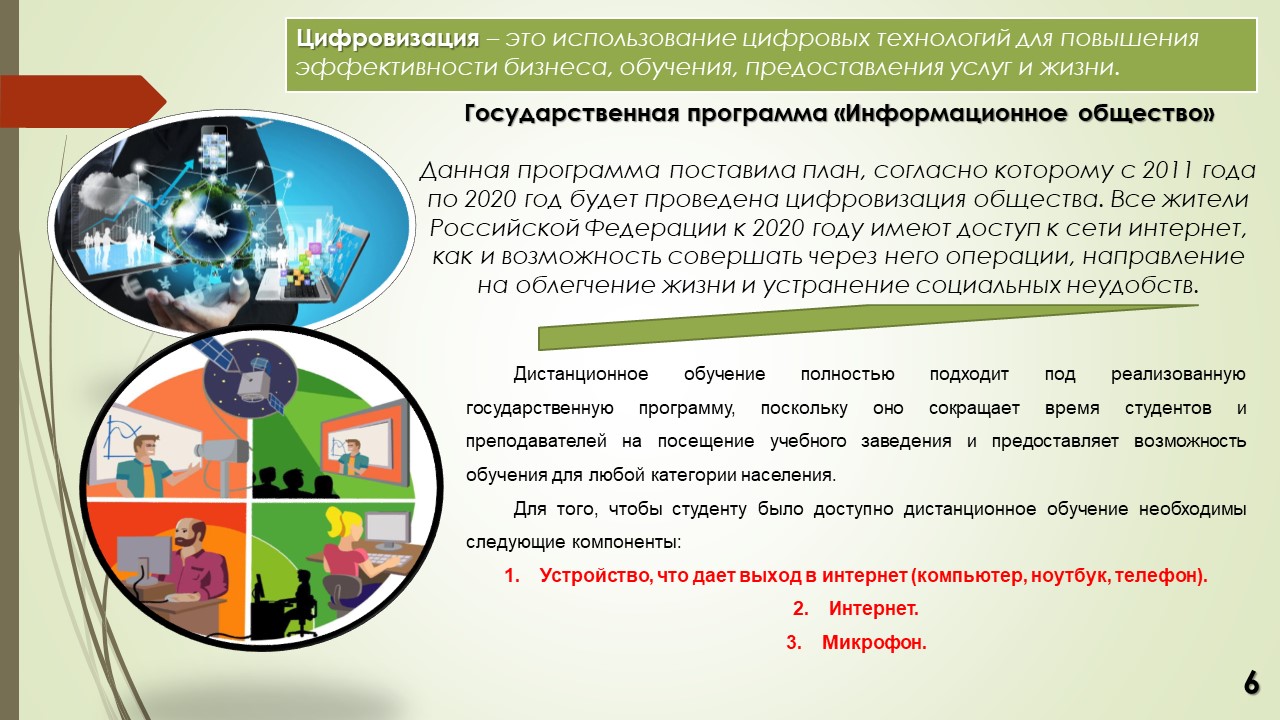 Цифровизация – это использование цифровых технологий для повышения
эффективности бизнеса, обучения, предоставления услуг и жизни.
Государственная программа «Информационное общество»
Данная программа поставила план, согласно которому с 2011 года
по 2020 год будет проведена цифровизация общества. Все жители
Российской Федерации к 2020 году имеют доступ к сети интернет,
как и возможность совершать через него операции, направление
на облегчение жизни и устранение социальных неудобств.
Дистанционное обучение полностью подходит под реализованную
государственную программу, поскольку оно сокращает время студентов и
преподавателей на посещение учебного заведения и предоставляет возможность
обучения для любой категории населения.
Для того, чтобы студенту было доступно дистанционное обучение необходимы
следующие компоненты:
1. Устройство, что дает выход в интернет (компьютер, ноутбук, телефон).
2. Интернет.
3. Микрофон.
6